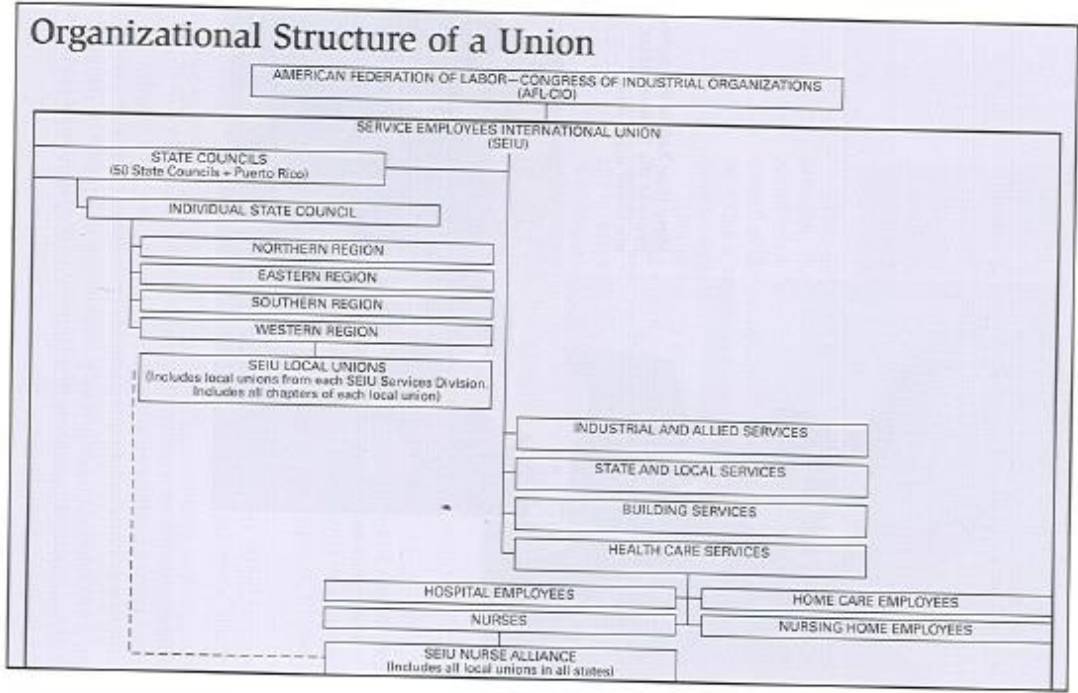 Organizational Structure of a Union
AMERICAN FEDERATION OF LABOR—CONGRESS OF INDUSTRIAL ORGANIZATIONS
(AFL-CIO)
SERVICE EMPLOYEES INTERNATIONAL UNION
(SEIU)
STATE COUNCILS
(50 State Councils + Puerto Rico)
INDIVIDUAL STATE COUNCIL
NORTHERN REGION
EASTERN REGION
SOUTHERN REGION
WESTERN REGION
SEIU LOCAL UNIONS
(Includes local unions from each SEIU Services Division.
Includes all chapters of each local union)
INDUSTRIAL AND ALLIED SERVICES
STATE AND LOCAL SERVICES
BUILDING SERVICES
HEALTH CARE SERVICES
HOSPITAL EMPLOYEES
HOME CARE EMPLOYEES
NURSES
NURSING HOME EMPLOYEES
SEIU NURSE ALLIANCE
(Includes all local unions in all states)